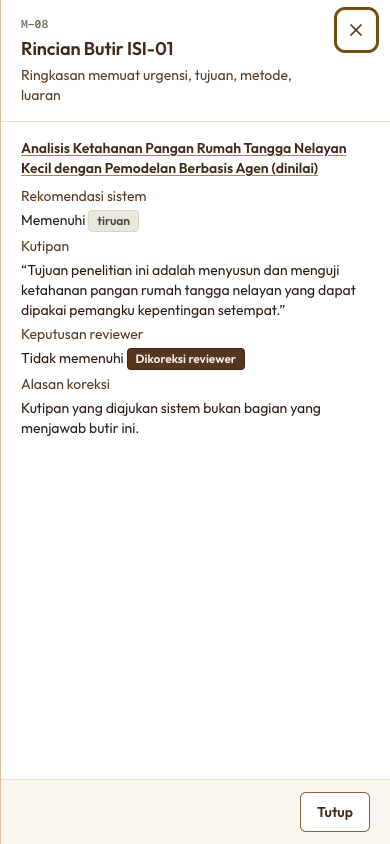 M-08
Rincian Butir ISI-01
Ringkasan memuat urgensi, tujuan, metode,
luaran
Analisis Ketahanan Pangan Rumah Tangga Nelayan
Kecil dengan Pemodelan Berbasis Agen (dinilai)
Rekomendasi sistem
Memenuhi tiruan
Kutipan
“Tujuan penelitian ini adalah menyusun dan menguji
ketahanan pangan rumah tangga nelayan yang dapat
dipakai pemangku kepentingan setempat.”
Keputusan reviewer
Tidak memenuhi Dikoreksi reviewer
Alasan koreksi
Kutipan yang diajukan sistem bukan bagian yang
menjawab butir ini.
Tutup